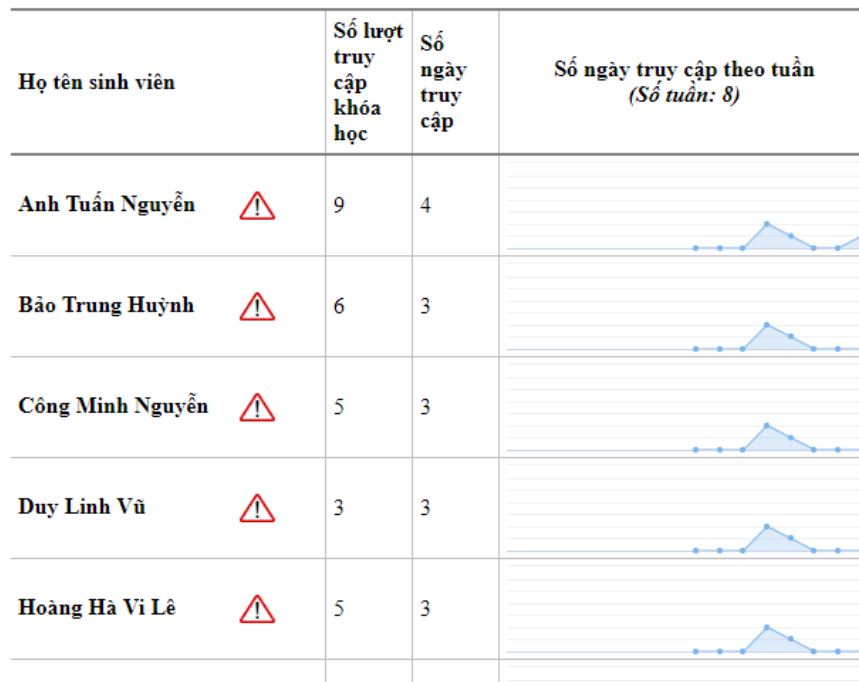 Họ tên sinh viên
Số lượt
truy
cập
khóa
học
Số
ngày
truy
cập
Số ngày truy cập theo tuần
(Số tuần: 8)
Anh Tuấn Nguyễn
9
4
Bảo Trung Huỳnh
6
3
Công Minh Nguyễn
5
3
Duy Linh Vũ
3
3
Hoàng Hà Vi Lê
5
3